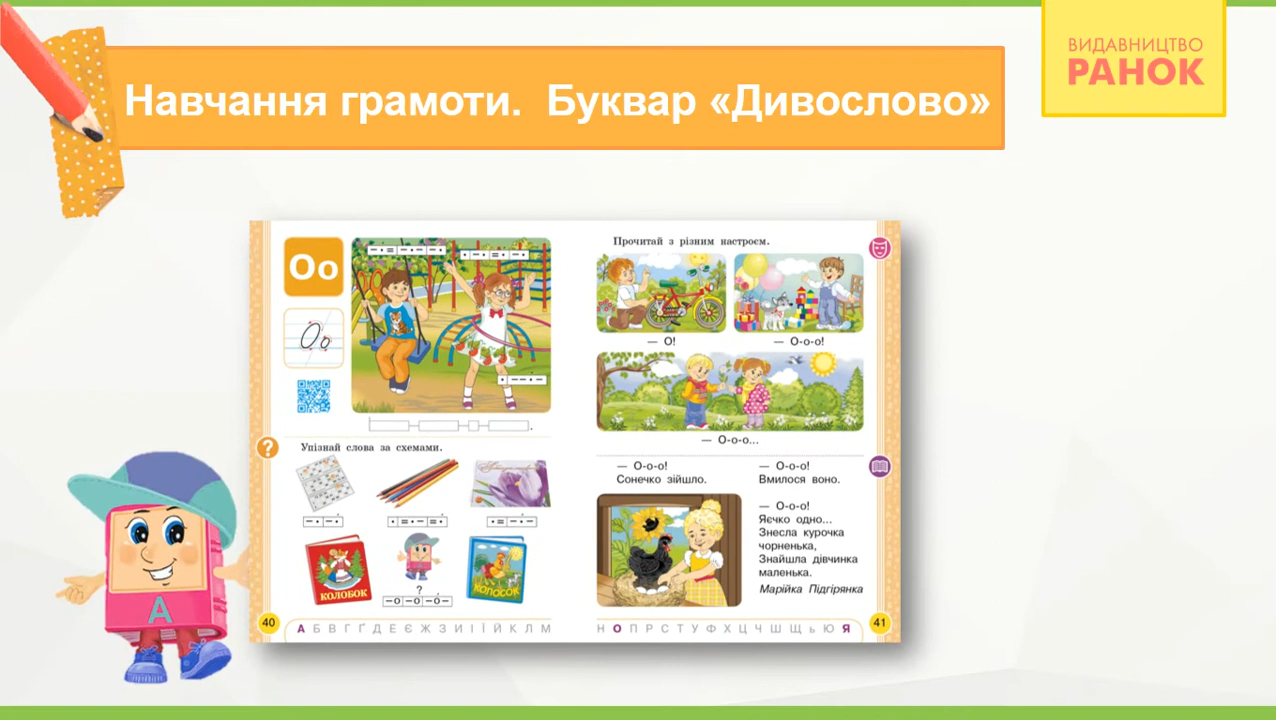 Навчання грамоти. Буквар «Дивослово»
ВИДАВНИЦТВО
РАНОК
Оо
Оо
Упізнай слова за схемами.
КОЛОБОК
?
–О–О–О–
КОЛОСОК
40
А Б В Г Ґ Д Е Є Ж З И І Ї Й К Л М
Прочитай з різним настроєм.
— О!
— О-о-о!
— О-о-о...
— О-о-о!
Сонечко зійшло.
— О-о-о!
Вмилося воно.
— О-о-о!
Яєчко одно...
Знесла курочка
чорненька,
Знайшла дівчинка
маленька.
Марійка Підгірянка
Н О П Р С Т У Ф Х Ц Ч Ш Щ ь Ю Я
41
?
А